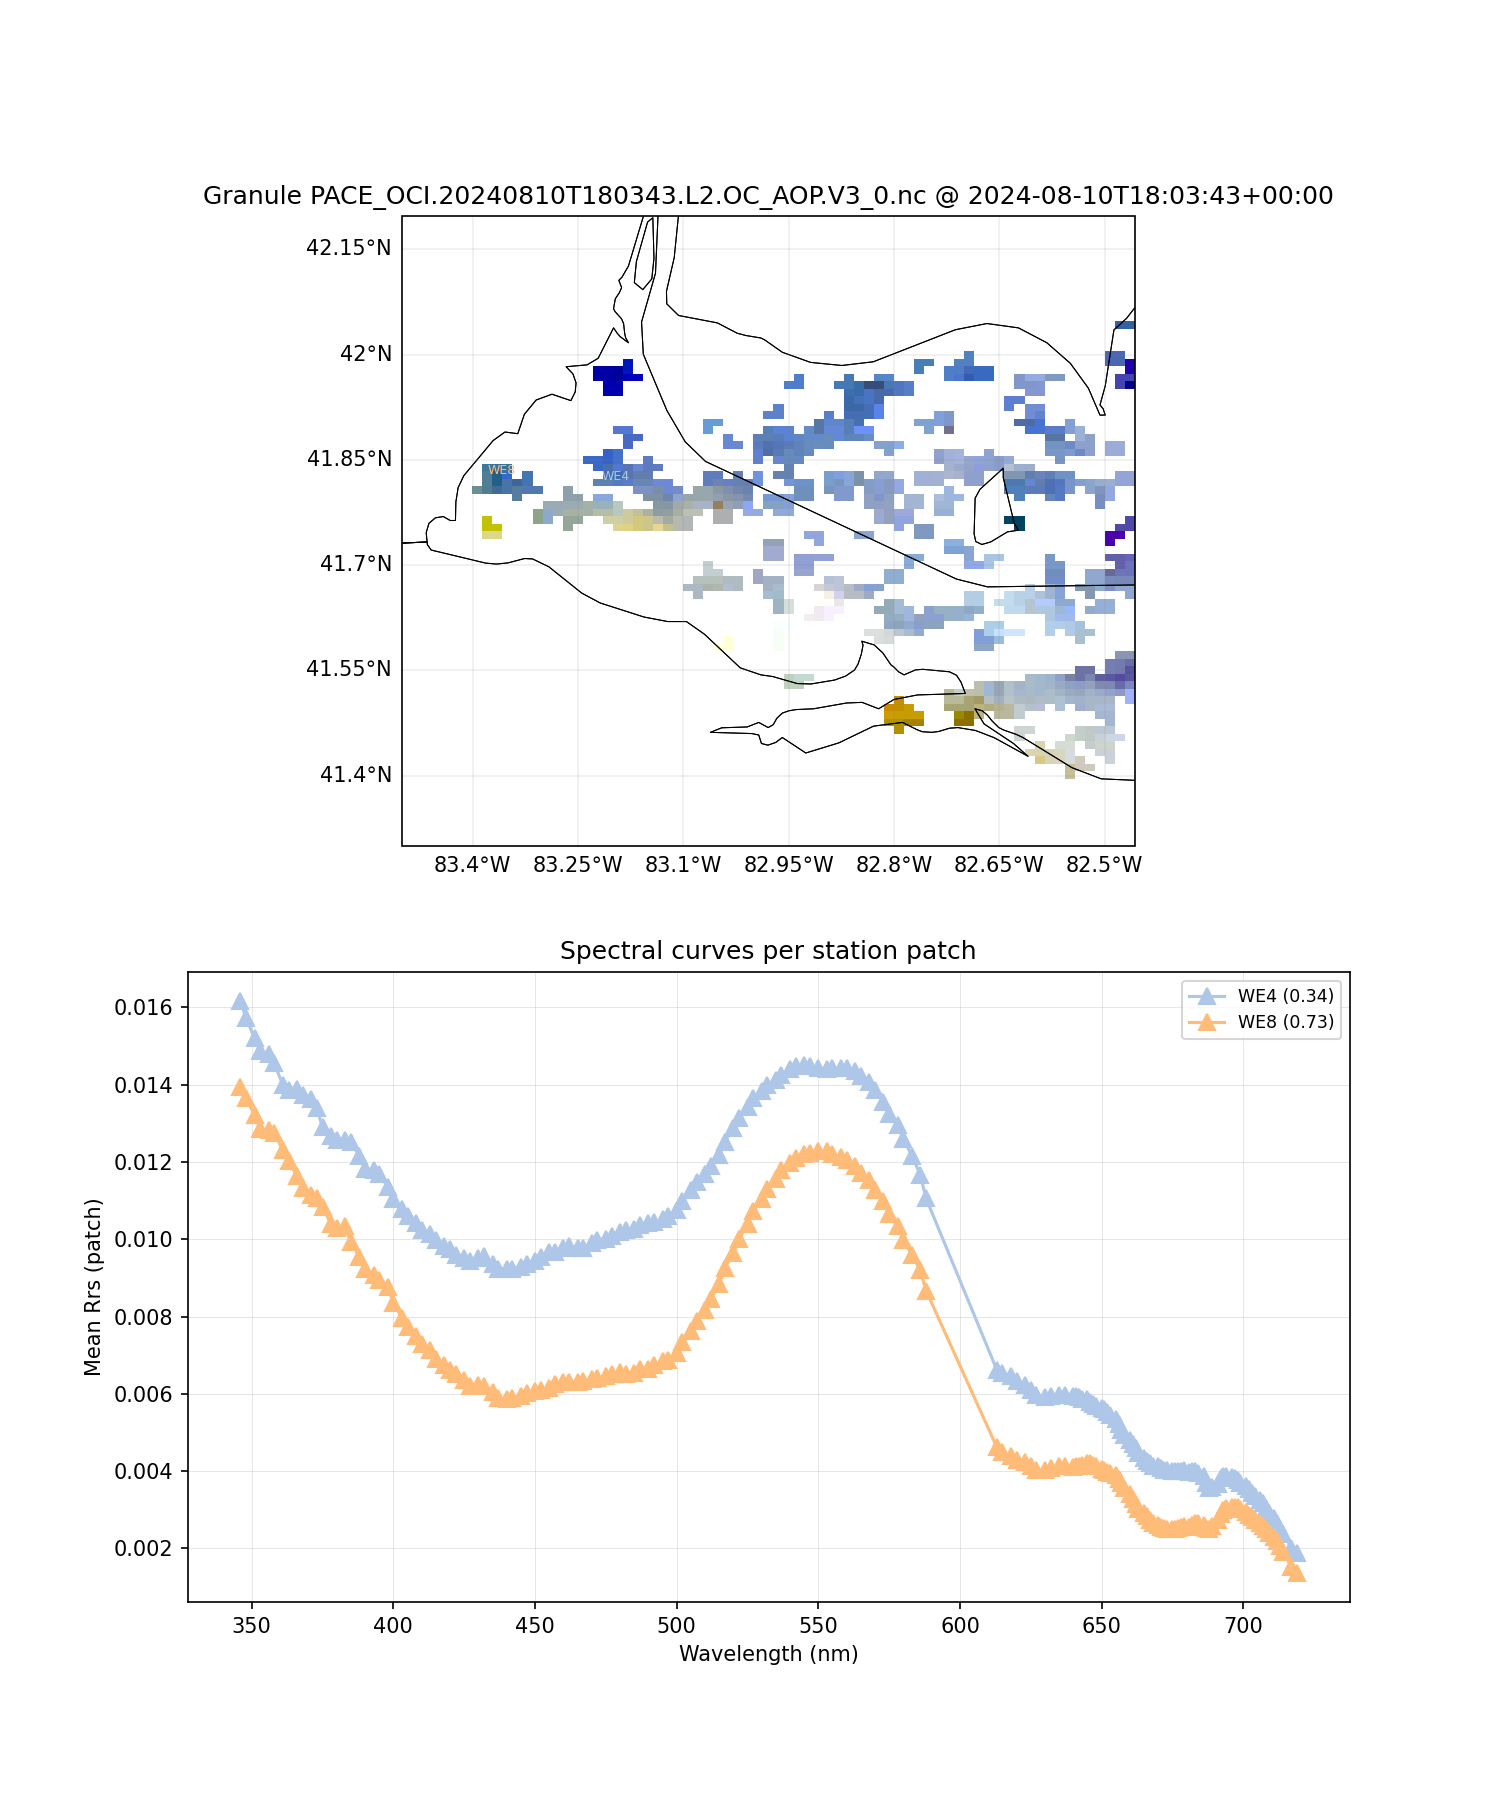 Granule PACE_OCI.20240810T180343.L2.OC_AOP.V3_0.nc @ 2024-08-10T18:03:43+00:00
42.15°N
42°N
41.85°N
41.7°N
41.55°N
41.4°N
WE8
WE4
83.4°W 83.25°W 83.1°W 82.95°W 82.8°W 82.65°W 82.5°W
Spectral curves per station patch
Mean Rrs (patch)
0.016
0.014
0.012
0.010
0.008
0.006
0.004
0.002
WE4 (0.34)
WE8 (0.73)
350 400 450 500 550 600 650 700
Wavelength (nm)